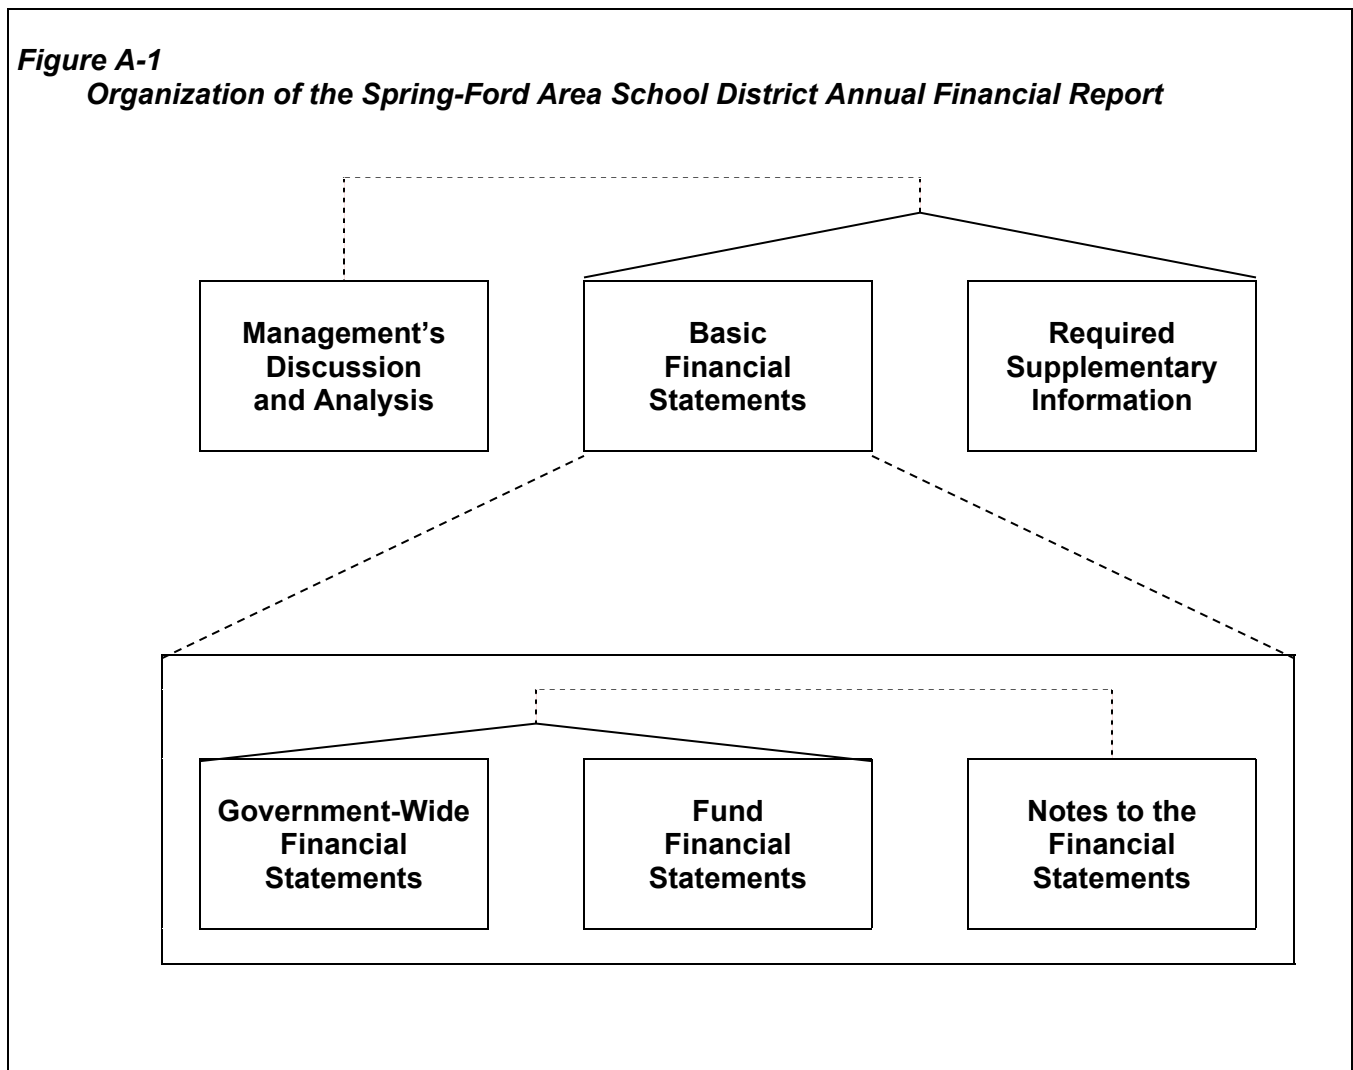 Figure A-1
Organization of the Spring-Ford Area School District Annual Financial Report
Management’s
Discussion
and Analysis
Basic
Financial
Statements
Required
Supplementary
Information
Government-Wide
Financial
Statements
Fund
Financial
Statements
Notes to the
Financial
Statements